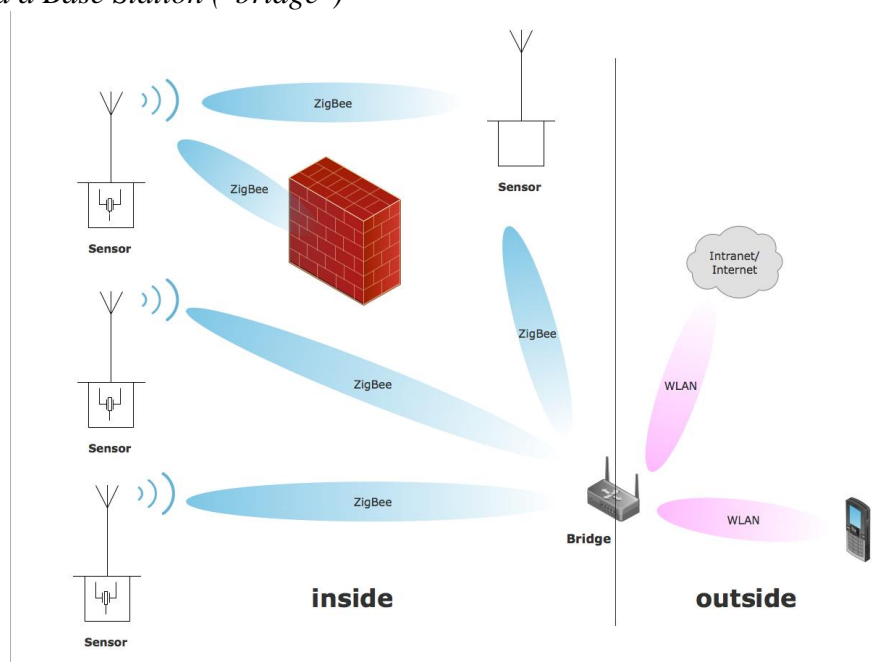 a Base Station ("bridge")
ZigBee
ZigBee
Sensor
Sensor
Intranet/
Internet
ZigBee
WLAN
ZigBee
Sensor
ZigBee
WLAN
Bridge
inside
outside
Sensor